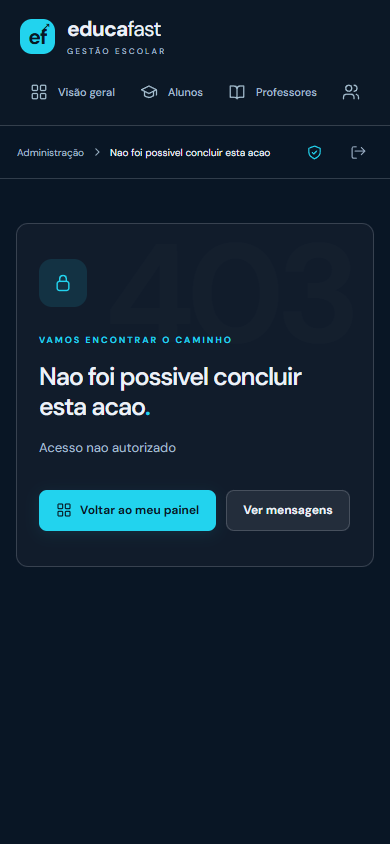 ef
educafast
GESTÃO ESCOLAR
Visão geral
Alunos
Professores
Administração
Nao foi possivel concluir esta acao
403
VAMOS ENCONTRAR O CAMINHO
Nao foi possivel concluir
esta acao.
Acesso nao autorizado
Voltar ao meu painel
Ver mensagens